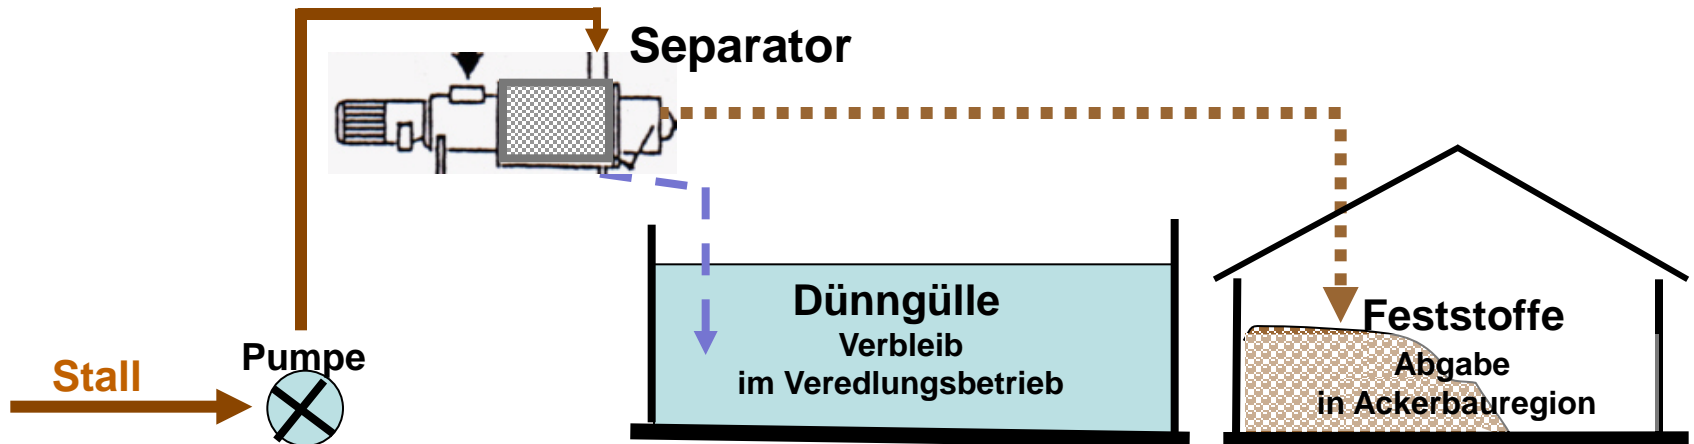 Separator
Pumpe
Stall
Dünngülle
Verbleib
im Veredlungsbetrieb
Feststoffe
Abgabe
in Ackerbauregion